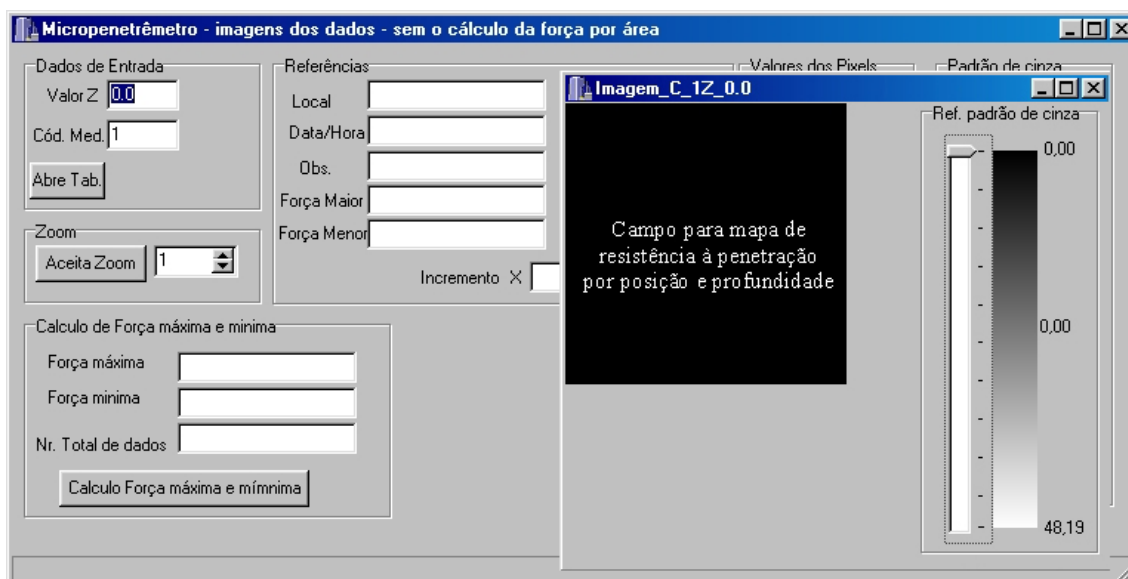 Micropenetrêmetro - imagens dos dados - sem o cálculo da força por área
Dados de Entrada
Valor Z 0.0
Cód. Med. 1
Abre Tab.
Zoom
Aceita Zoom 1
Referências
Local
Data/Hora
Obs.
Força Maior
Força Menor
Incremento X
Valores dos Pixels
Padrão de cinza
Calculo de Força máxima e minima
Força máxima
Força minima
Nr. Total de dados
Calculo Força máxima e mímnima
Imagem_C_1Z_0.0
Campo para mapa de
resistência à penetração
por posição e profundidade
Ref. padrão de cinza
0,00
0,00
48,19